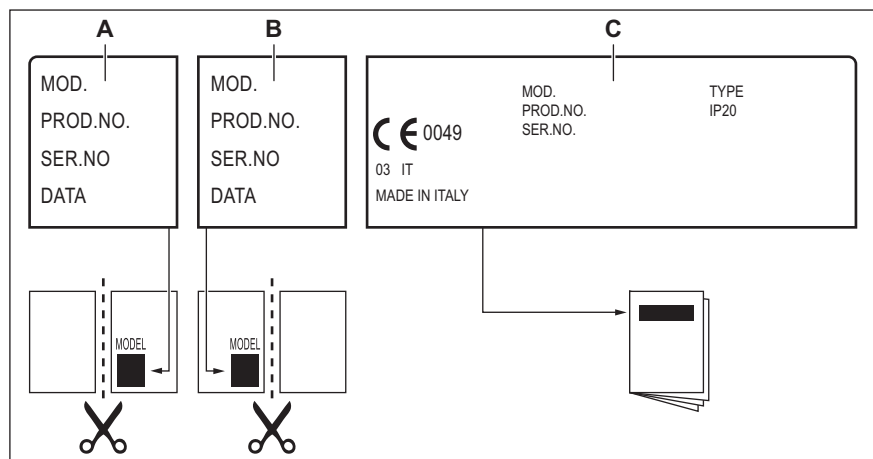 A
B
C
MOD.
PROD.NO.
SER.NO
DATA
MOD.
PROD.NO.
SER.NO
DATA
MOD.
PROD.NO.
SER.NO.
TYPE
IP20
CE 0049
03 IT
MADE IN ITALY
MODEL
MODEL